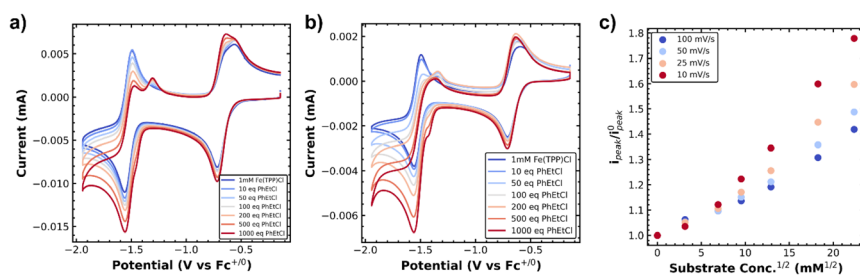 a)
0.005
0.000
−0.005
−0.010
−0.015
Current (mA)
1mM Fe(TPP)Cl
10 eq PhEtCl
50 eq PhEtCl
100 eq PhEtCl
200 eq PhEtCl
500 eq PhEtCl
1000 eq PhEtCl
−2.0 −1.5 −1.0 −0.5
Potential (V vs Fc+/0)
b)
0.002
0.000
−0.002
−0.004
−0.006
Current (mA)
1mM Fe(TPP)Cl
10 eq PhEtCl
50 eq PhEtCl
100 eq PhEtCl
200 eq PhEtCl
500 eq PhEtCl
1000 eq PhEtCl
−2.0 −1.5 −1.0 −0.5
Potential (V vs Fc+/0)
c)
1.8
1.7
1.6
1.5
1.4
1.3
1.2
1.1
1.0
ipeak/i0peak
100 mV/s
50 mV/s
25 mV/s
10 mV/s
0 5 10 15 20
Substrate Conc.1/2 (mM1/2)